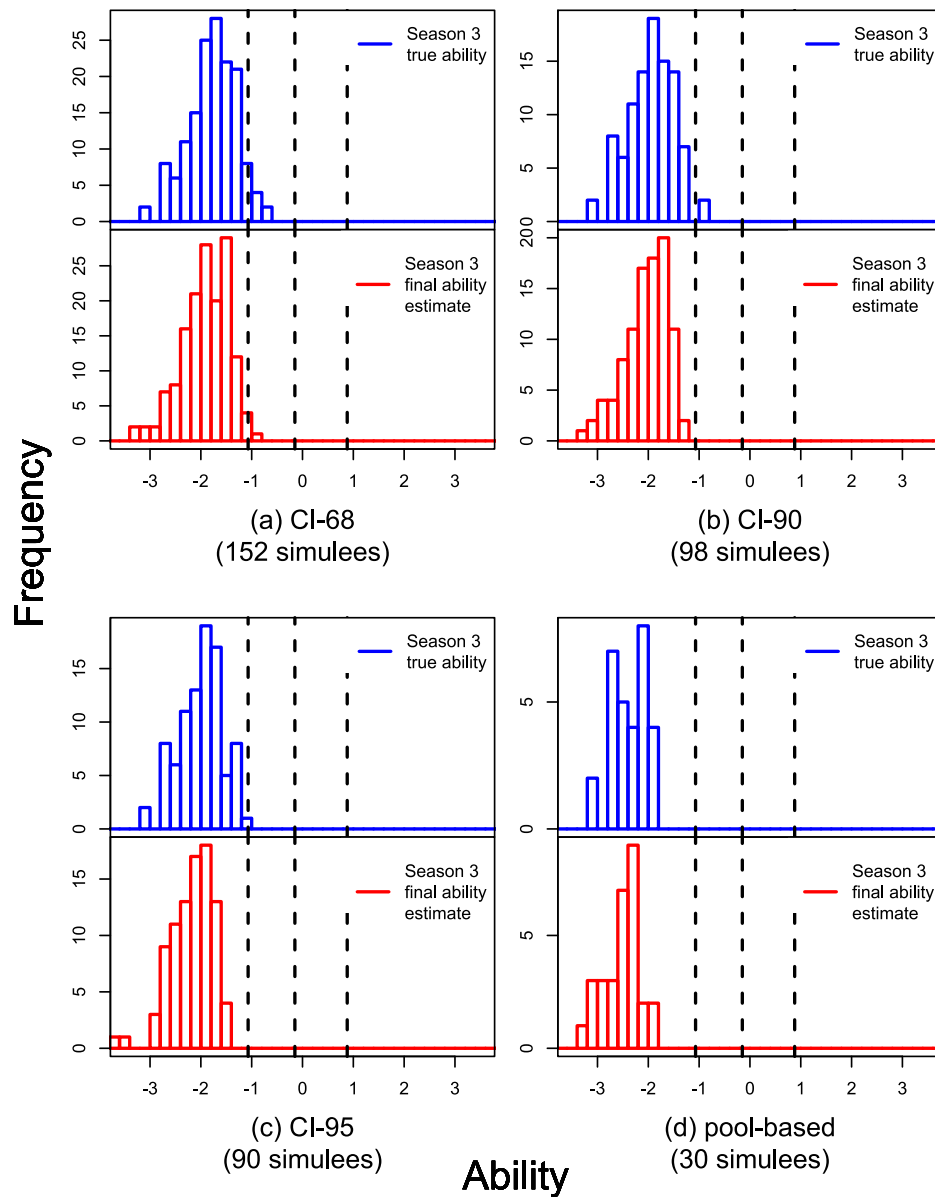 Season 3
true ability
25
20
15
10
5
0
Season 3
final ability
estimate
25
20
15
10
5
0
-3 -2 -1 0 1 2 3
(a) CI-68
(152 simulees)
Season 3
true ability
15
10
5
0
Season 3
final ability
estimate
20
15
10
5
0
-3 -2 -1 0 1 2 3
(b) CI-90
(98 simulees)
Frequency
Season 3
true ability
15
10
5
0
Season 3
final ability
estimate
15
10
5
0
-3 -2 -1 0 1 2 3
(c) CI-95
(90 simulees)
Season 3
true ability
5
0
Season 3
final ability
estimate
5
0
-3 -2 -1 0 1 2 3
(d) pool-based
(30 simulees)
Ability